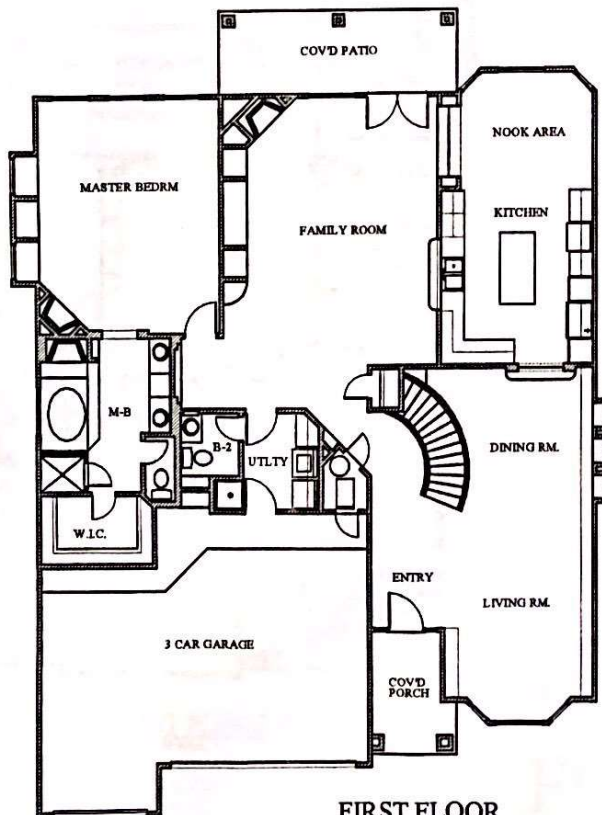 COV'D PATIO
NOOK AREA
MASTER BEDRM
KITCHEN
FAMILY ROOM
M-B
B-2
UTLTY
DINING RM.
W.I.C.
ENTRY
LIVING RM.
3 CAR GARAGE
COV'D
PORCH
FIRST FLOOR